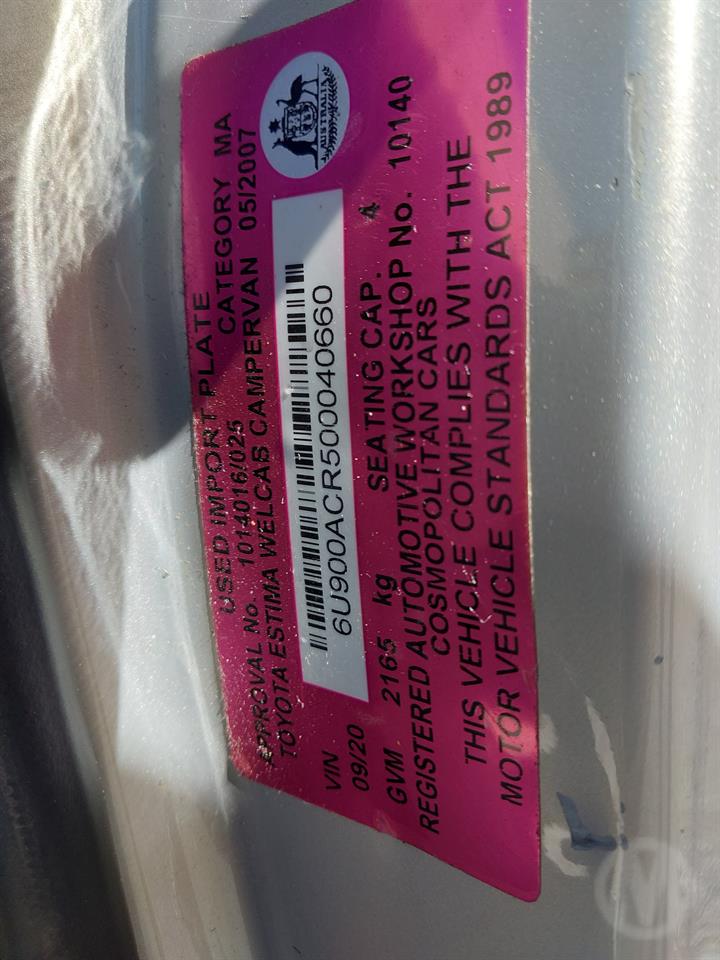 AUSTRALIA
USED IMPORT PLATE
APPROVAL No. 1014016/025 CATEGORY MA
TOYOTA ESTIMA WELCAB CAMPERVAN 05/2007
6U900ACR500040660
VIN
09/20
GVM 2165 kg SEATING CAP. 4
REGISTERED AUTOMOTIVE WORKSHOP No. 10140
COSMOPOLITAN CARS
THIS VEHICLE COMPLIES WITH THE
MOTOR VEHICLE STANDARDS ACT 1989
M